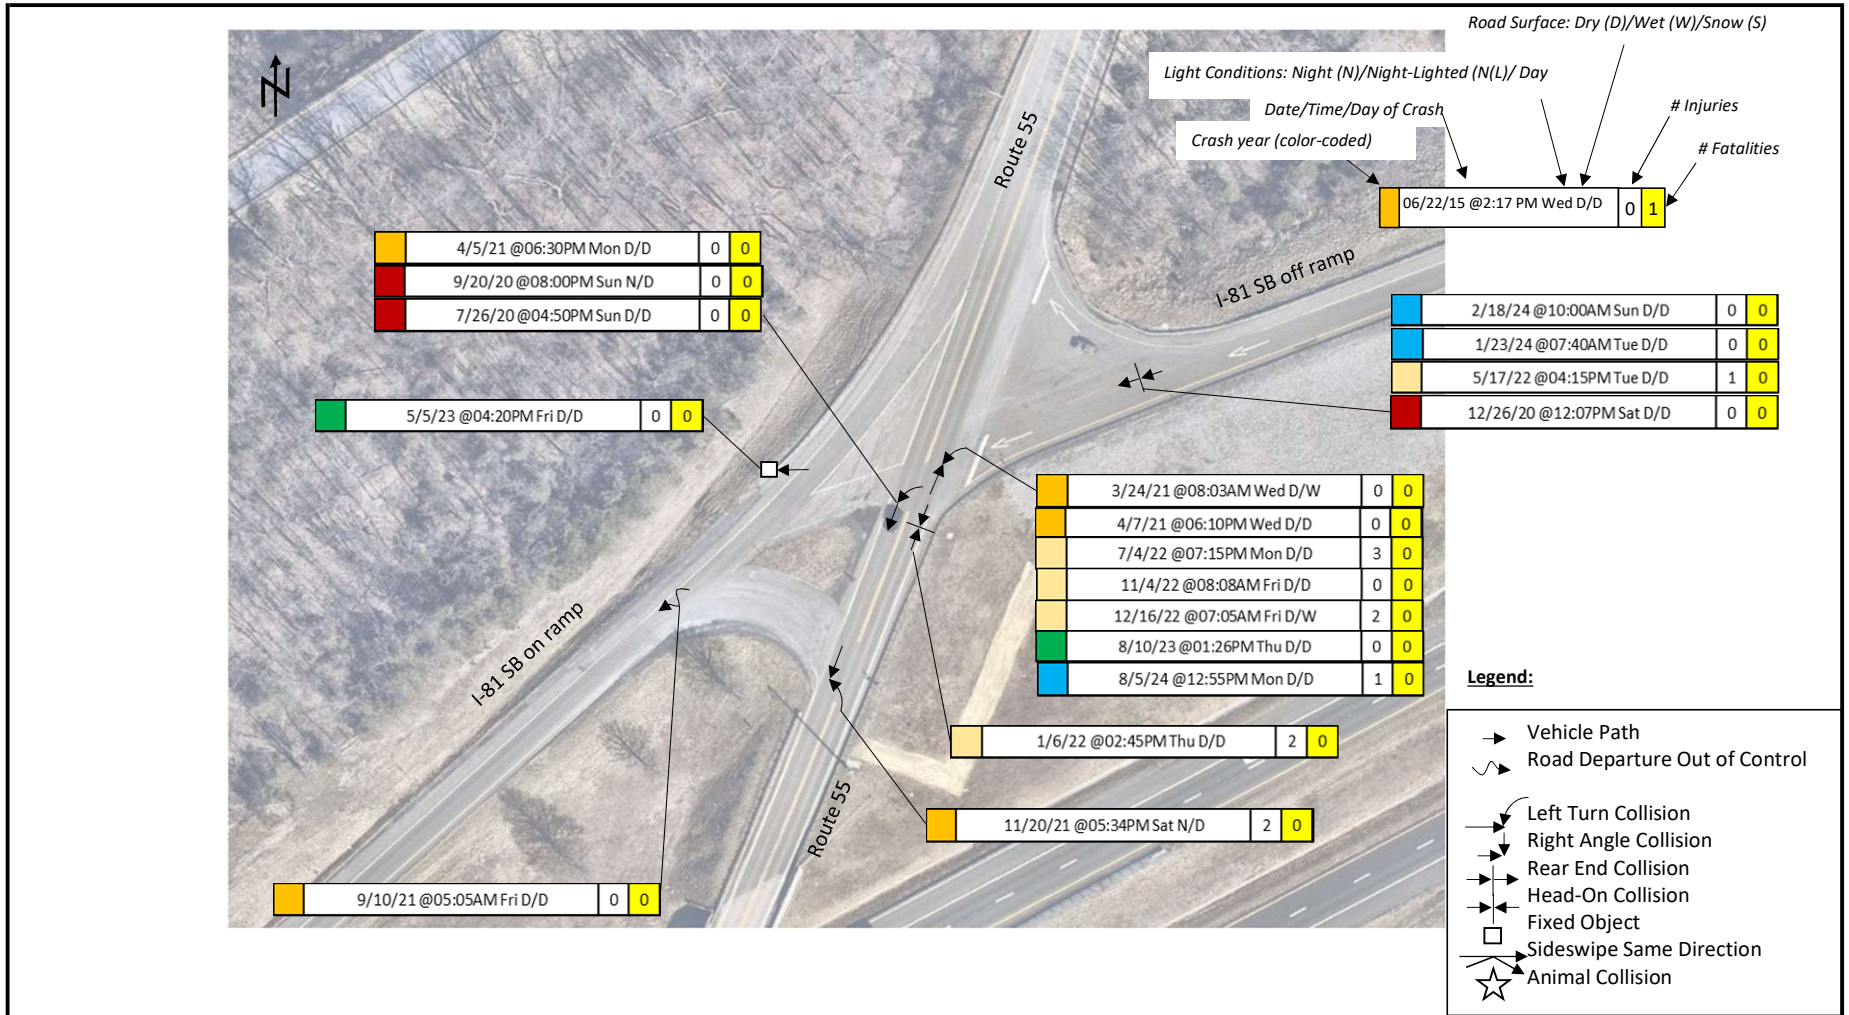 Road Surface: Dry (D)/Wet (W)/Snow (S)
Light Conditions: Night (N)/Night-Lighted (N(L)/ Day
Date/Time/Day of Crash
# Injuries
Crash year (color-coded)
# Fatalities
06/22/15 @2:17 PM Wed D/D 0 1
N
Route 55
I-81 SB off ramp
4/5/21 @06:30PM Mon D/D 0 0
9/20/20 @08:00PM Sun N/D 0 0
7/26/20 @04:50PM Sun D/D 0 0
2/18/24 @10:00AM Sun D/D 0 0
1/23/24 @07:40AM Tue D/D 0 0
5/17/22 @04:15PM Tue D/D 1 0
12/26/20 @12:07PM Sat D/D 0 0
5/5/23 @04:20PM Fri D/D 0 0
3/24/21 @08:03AM Wed D/W 0 0
4/7/21 @06:10PM Wed D/D 0 0
7/4/22 @07:15PM Mon D/D 3 0
11/4/22 @08:08AM Fri D/D 0 0
12/16/22 @07:05AM Fri D/W 2 0
8/10/23 @01:26PM Thu D/D 0 0
8/5/24 @12:55PM Mon D/D 1 0
I-81 SB on ramp
1/6/22 @02:45PM Thu D/D 2 0
Route 55
11/20/21 @05:34PM Sat N/D 2 0
9/10/21 @05:05AM Fri D/D 0 0
Legend:
Vehicle Path
Road Departure Out of Control
Left Turn Collision
Right Angle Collision
Rear End Collision
Head-On Collision
Fixed Object
Sideswipe Same Direction
Animal Collision